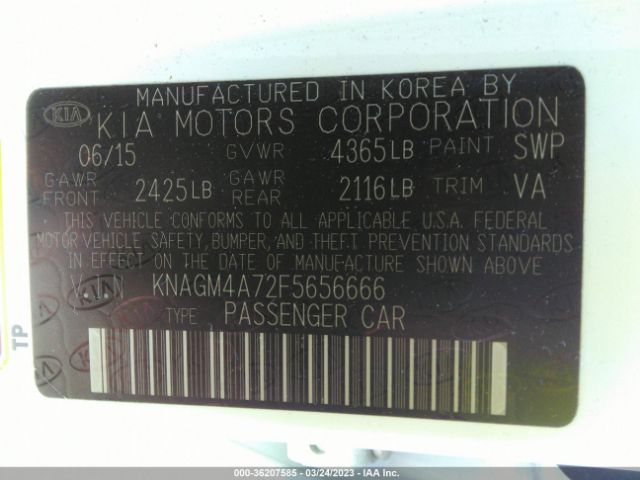 MANUFACTURED IN KOREA BY
KIA KIA MOTORS CORPORATION
06/15 GVWR 4365LB PAINT SWP
GAWR FRONT 2425LB GAWR REAR 2116LB TRIM VA
THIS VEHICLE CONFORMS TO ALL APPLICABLE U.S.A. FEDERAL
MOTOR VEHICLE SAFETY, BUMPER, AND THEFT PREVENTION STANDARDS
IN EFFECT ON THE DATE OF MANUFACTURE SHOWN ABOVE
V.I.N KNAGM4A72F5656666
TYPE PASSENGER CAR
TP
000-36207585 - 03/24/2023 - IAA Inc.